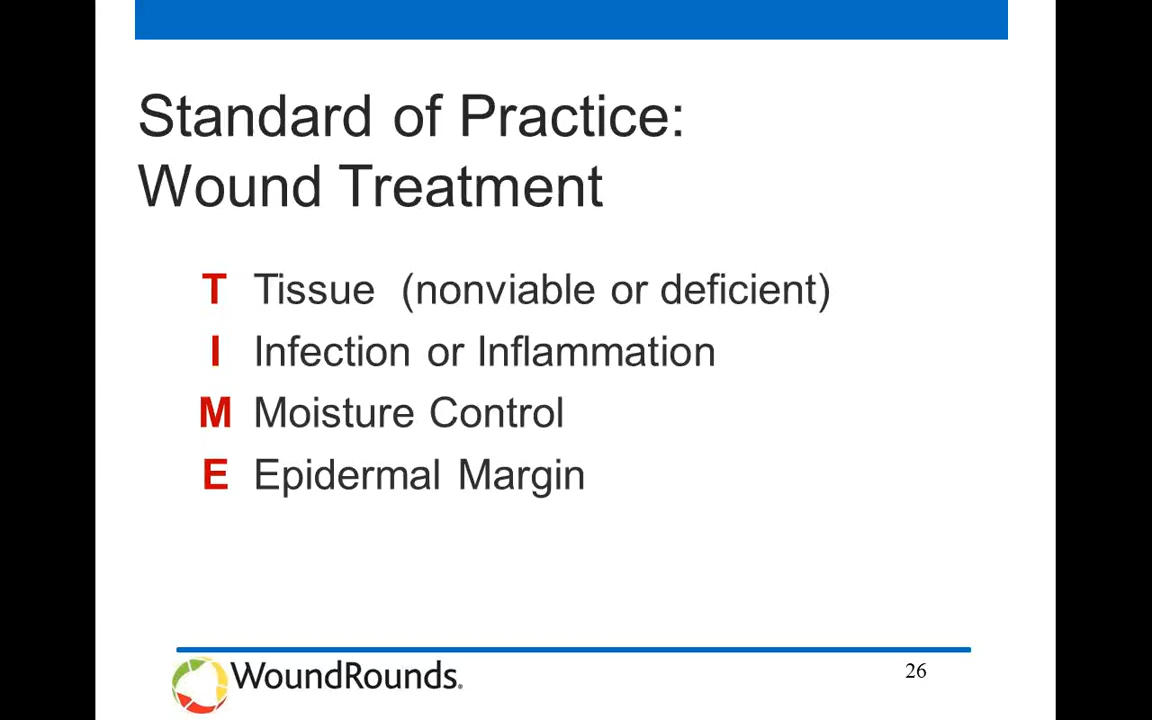 Standard of Practice:
Wound Treatment
T Tissue (nonviable or deficient)
I Infection or Inflammation
M Moisture Control
E Epidermal Margin
WoundRounds.
26